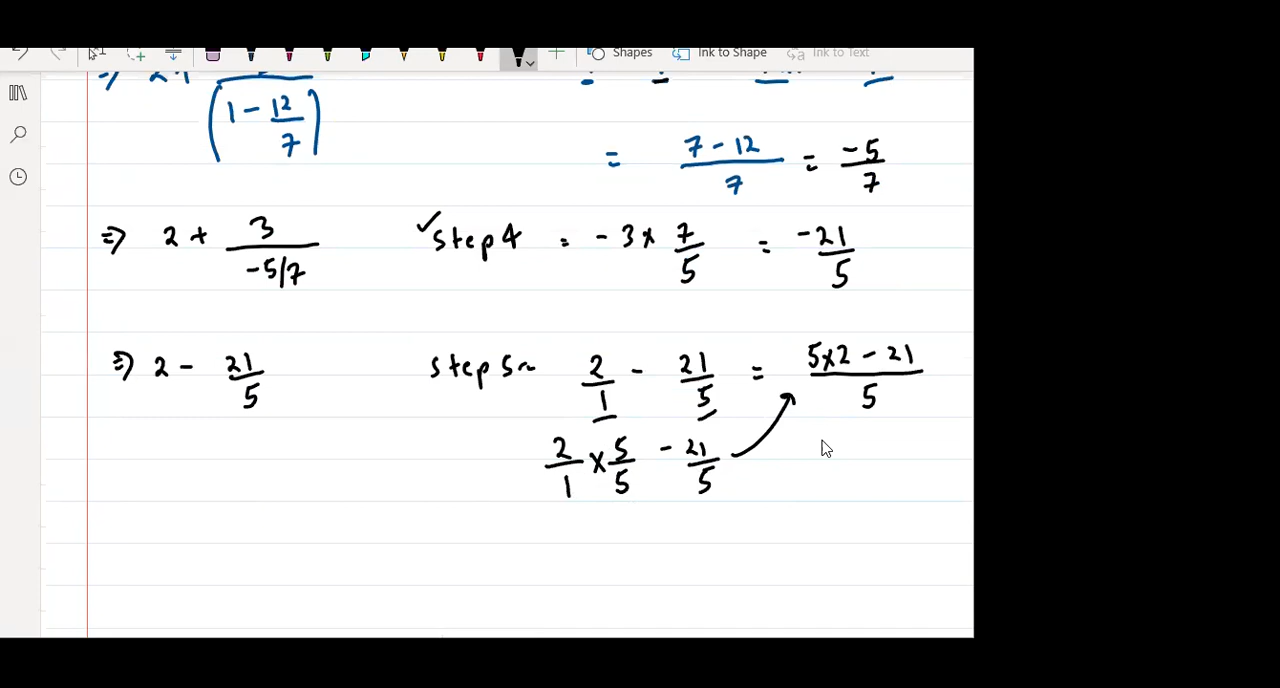 Shapes Ink to Shape Ink to Text
⇒ 2 +
(1 - 12/7)
= (7 - 12)/7 = -5/7
⇒ 2 + 3/(-5/7) ✓step 4 = - 3 × 7/5 = -21/5
⇒ 2 - 21/5 step 5~ 2/1 - 21/5 = (5×2 - 21)/5
2/1 × 5/5 - 21/5